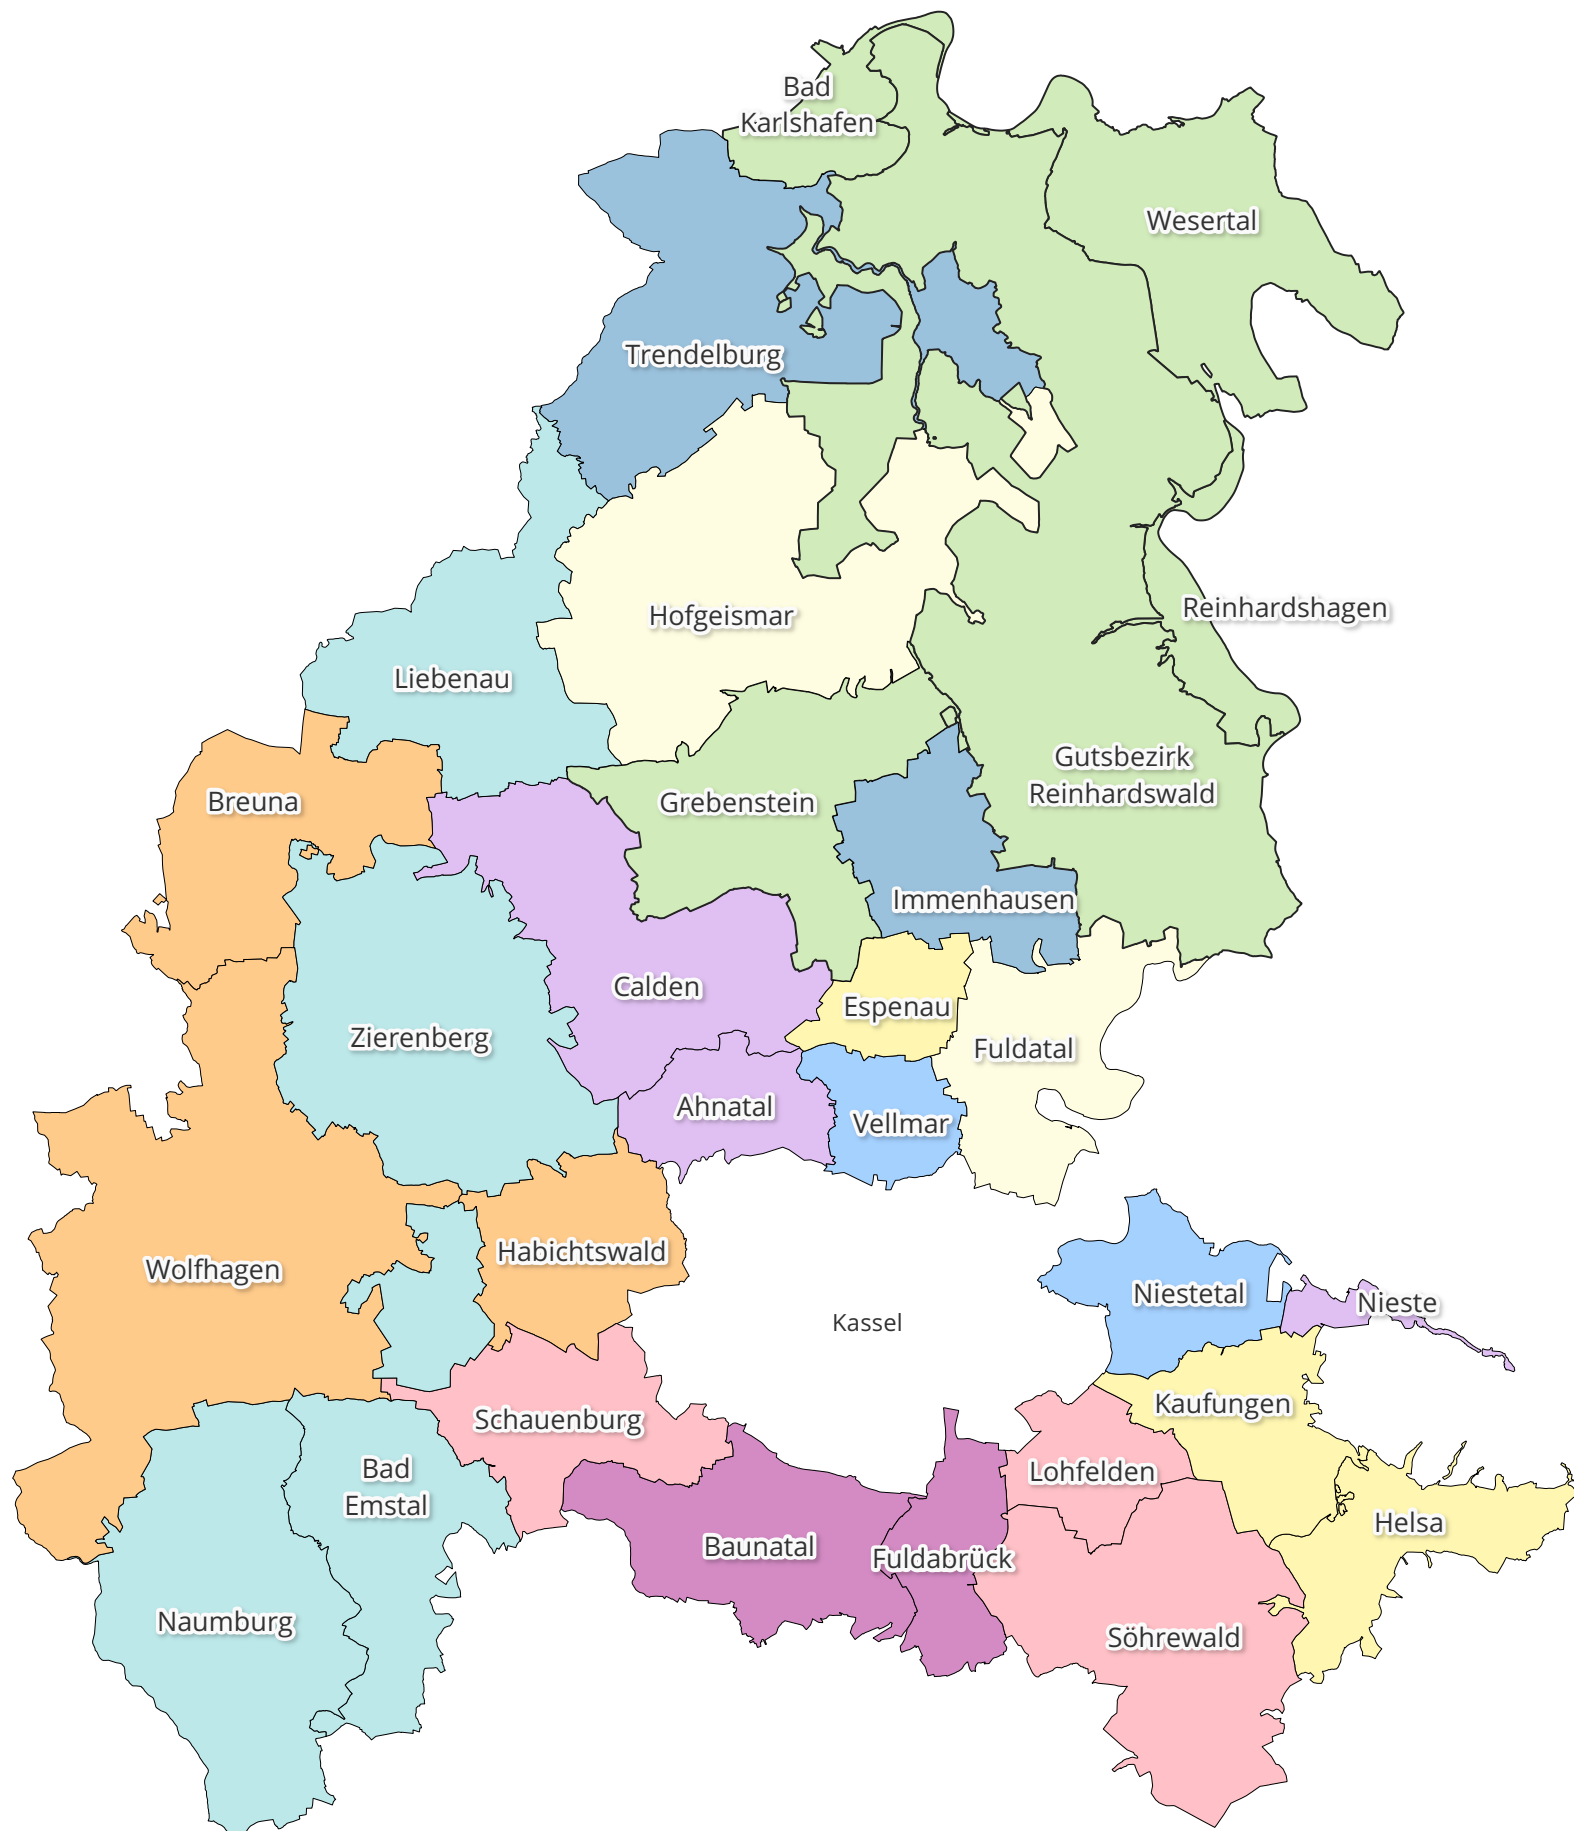 Bad
Karlshafen
Wesertal
Trendelburg
Reinhardshagen
Hofgeismar
Liebenau
Gutsbezirk
Reinhardswald
Breuna
Grebenstein
Immenhausen
Calden
Espenau
Zierenberg
Fuldatal
Ahnatal
Vellmar
Habichtswald
Wolfhagen
Niestetal
Nieste
Kassel
Kaufungen
Schauenburg
Lohfelden
Bad
Emstal
Helsa
Baunatal
Fuldabrück
Naumburg
Söhrewald